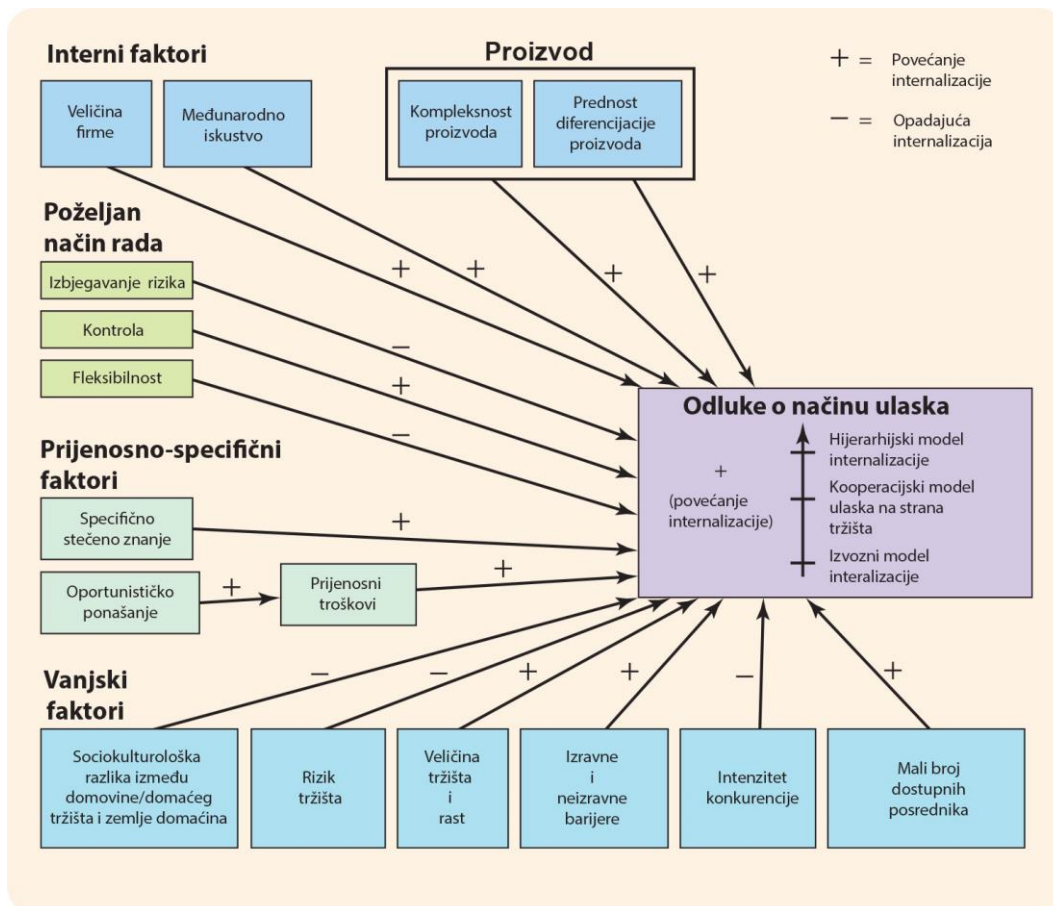 Interni faktori
Veličina
firme
Međunarodno
iskustvo
Proizvod
Kompleksnost
proizvoda
Prednost
diferencijacije
proizvoda
+ = Povećanje
internalizacije
− = Opadajuća
internalizacija
Poželjan
način rada
Izbjegavanje rizika
Kontrola
Fleksibilnost
+
+
+
+
−
+
−
Odluke o načinu ulaska
+
(povećanje
internalizacije)
Hijerarhijski model
internalizacije
Kooperacijski model
ulaska na strana
tržišta
Izvozni model
interalizacije
Prijenosno-specifični
faktori
Specifično
stečeno znanje
+
Oportunističko
ponašanje
+
Prijenosni
troškovi
+
Vanjski
faktori
−
−
+
+
−
+
Sociokulturološka
razlika između
domovine/domaćeg
tržišta i zemlje domaćina
Rizik
tržišta
Veličina
tržišta
i
rast
Izravne
i
neizravne
barijere
Intenzitet
konkurencije
Mali broj
dostupnih
posrednika